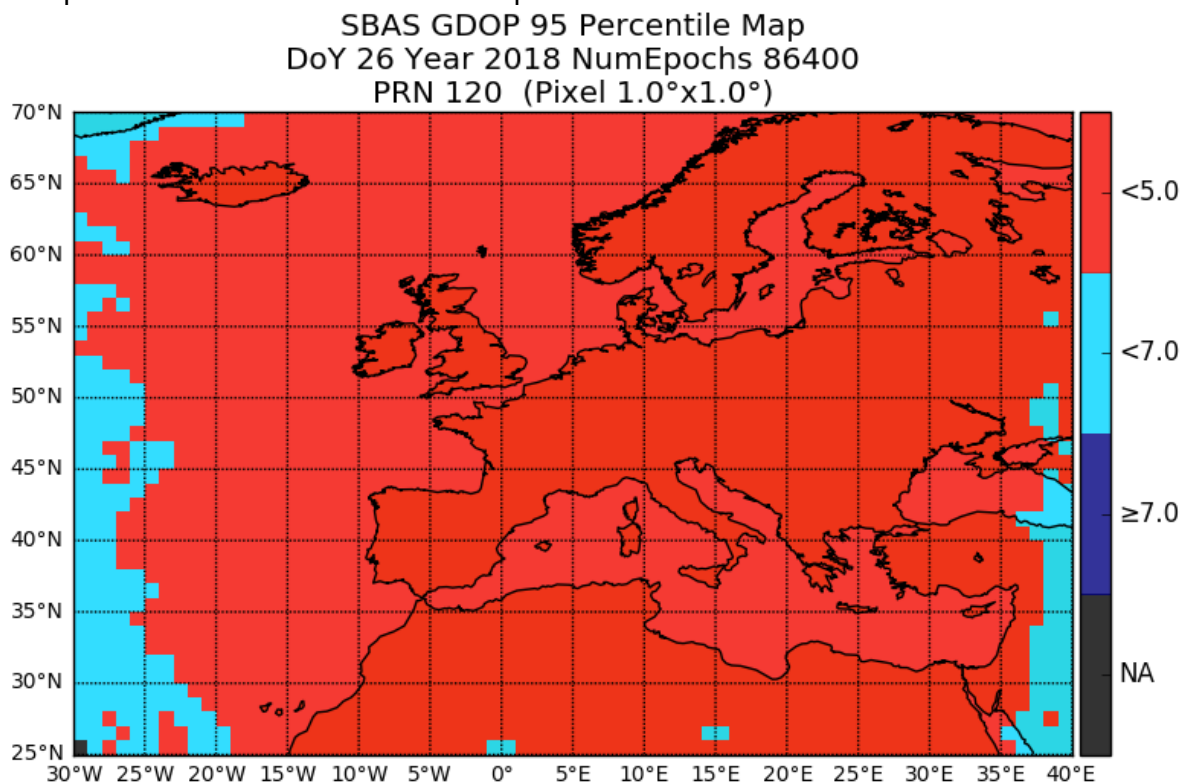 SBAS GDOP 95 Percentile Map
DoY 26 Year 2018 NumEpochs 86400
PRN 120 (Pixel 1.0°x1.0°)
70°N
65°N
60°N
55°N
50°N
45°N
40°N
35°N
30°N
25°N
30°W 25°W 20°W 15°W 10°W 5°W 0° 5°E 10°E 15°E 20°E 25°E 30°E 35°E 40°E
<5.0
<7.0
≥7.0
NA